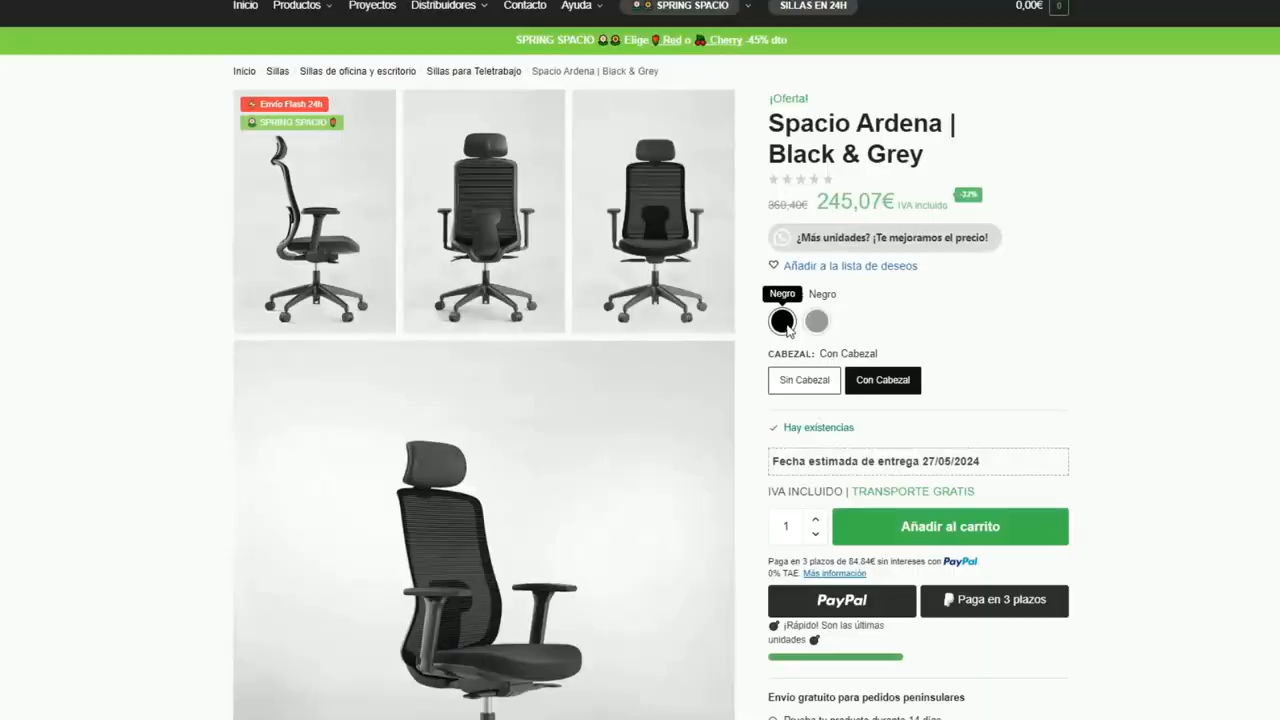 Inicio Productos Proyectos Distribuidores Contacto Ayuda SPRING SPACIO SILLAS EN 24H 0,00€ 0
SPRING SPACIO Elige Red o Cherry -45% dto
Inicio Sillas Sillas de oficina y escritorio Sillas para Teletrabajo Spacio Ardena | Black & Grey
Envío Flash 24h
SPRING SPACIO
¡Oferta!
Spacio Ardena |
Black & Grey
360,40€ 245,07€ IVA incluido -32%
¿Más unidades? ¡Te mejoramos el precio!
Añadir a la lista de deseos
Negro : Negro
CABEZAL: Con Cabezal
Sin Cabezal Con Cabezal
Hay existencias
Fecha estimada de entrega 27/05/2024
IVA INCLUIDO | TRANSPORTE GRATIS
1 Añadir al carrito
Paga en 3 plazos de 84.84€ sin intereses con PayPal
0% TAE. Más información
PayPal Paga en 3 plazos
¡Rápido! Son las últimas
unidades
Envío gratuito para pedidos peninsulares
Prueba tu producto durante 14 días